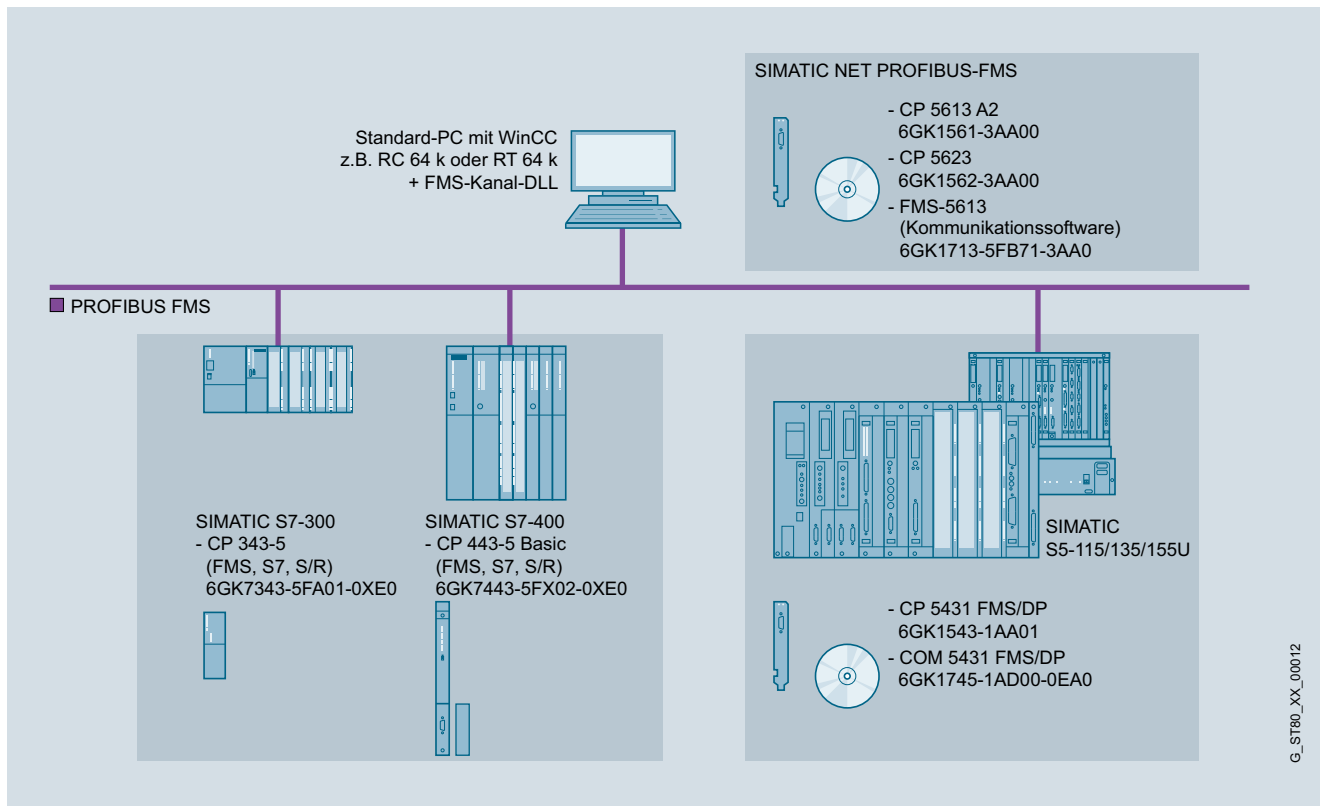 SIMATIC NET PROFIBUS-FMS
- CP 5613 A2
6GK1561-3AA00
- CP 5623
6GK1562-3AA00
- FMS-5613
(Kommunikationssoftware)
6GK1713-5FB71-3AA0
Standard-PC mit WinCC
z.B. RC 64 k oder RT 64 k
+ FMS-Kanal-DLL
PROFIBUS FMS
SIMATIC S7-300
- CP 343-5
(FMS, S7, S/R)
6GK7343-5FA01-0XE0
SIMATIC S7-400
- CP 443-5 Basic
(FMS, S7, S/R)
6GK7443-5FX02-0XE0
SIMATIC
S5-115/135/155U
- CP 5431 FMS/DP
6GK1543-1AA01
- COM 5431 FMS/DP
6GK1745-1AD00-0EA0
G_ST80_XX_00012